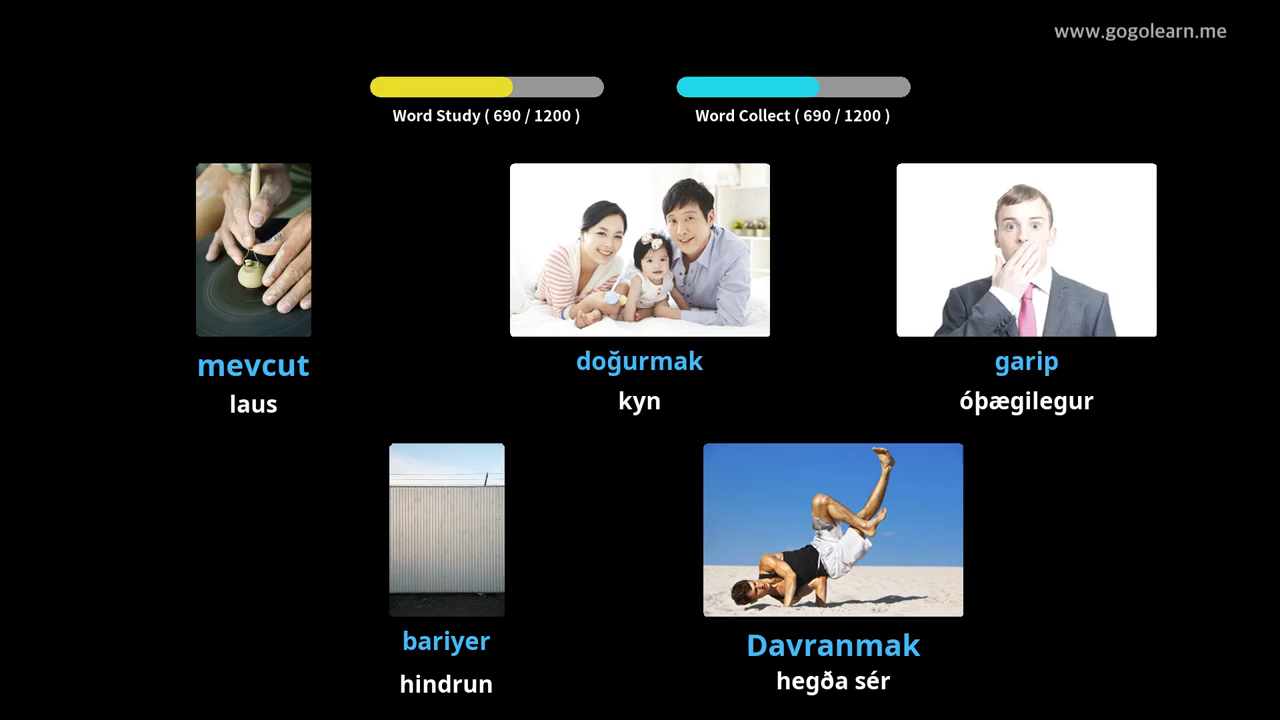 www.gogolearn.me
Word Study ( 690 / 1200 )
Word Collect ( 690 / 1200 )
mevcut
laus
doğurmak
kyn
garip
óþægilegur
bariyer
hindrun
Davranmak
hegða sér